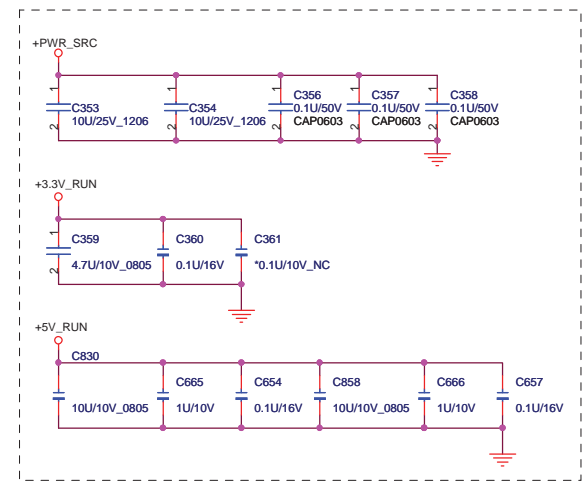 +PWR_SRC
1 1 1 1 1
C353 C354 C356 C357 C358
10U/25V_1206 10U/25V_1206 0.1U/50V 0.1U/50V 0.1U/50V
CAP0603 CAP0603 CAP0603
2 2 2 2 2
+3.3V_RUN
1
C359 C360 C361
4.7U/10V_0805 0.1U/16V *0.1U/10V_NC
2
+5V_RUN
C830
C665 C654 C858 C666 C657
10U/10V_0805 1U/10V 0.1U/16V 10U/10V_0805 1U/10V 0.1U/16V